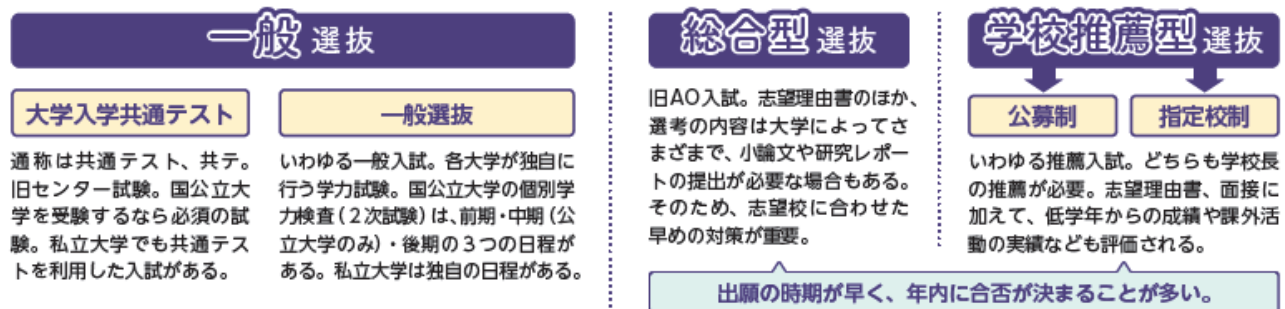 一般選抜
大学入学共通テスト
通称は共通テスト、共テ。
旧センター試験。国公立大
学を受験するなら必須の試
験。私立大学でも共通テス
トを利用した入試がある。
一般選抜
いわゆる一般入試。各大学が独自に
行う学力試験。国公立大学の個別学
力検査(2次試験)は、前期・中期(公
立大学のみ)・後期の3つの日程が
ある。私立大学は独自の日程がある。
総合型選抜
旧AO入試。志望理由書のほか、
選考の内容は大学によってさ
まざまで、小論文や研究レポー
トの提出が必要な場合もある。
そのため、志望校に合わせた
早めの対策が重要。
学校推薦型選抜
公募制
指定校制
いわゆる推薦入試。どちらも学校長
の推薦が必要。志望理由書、面接に
加えて、低学年からの成績や課外活
動の実績なども評価される。
出願の時期が早く、年内に合否が決まることが多い。